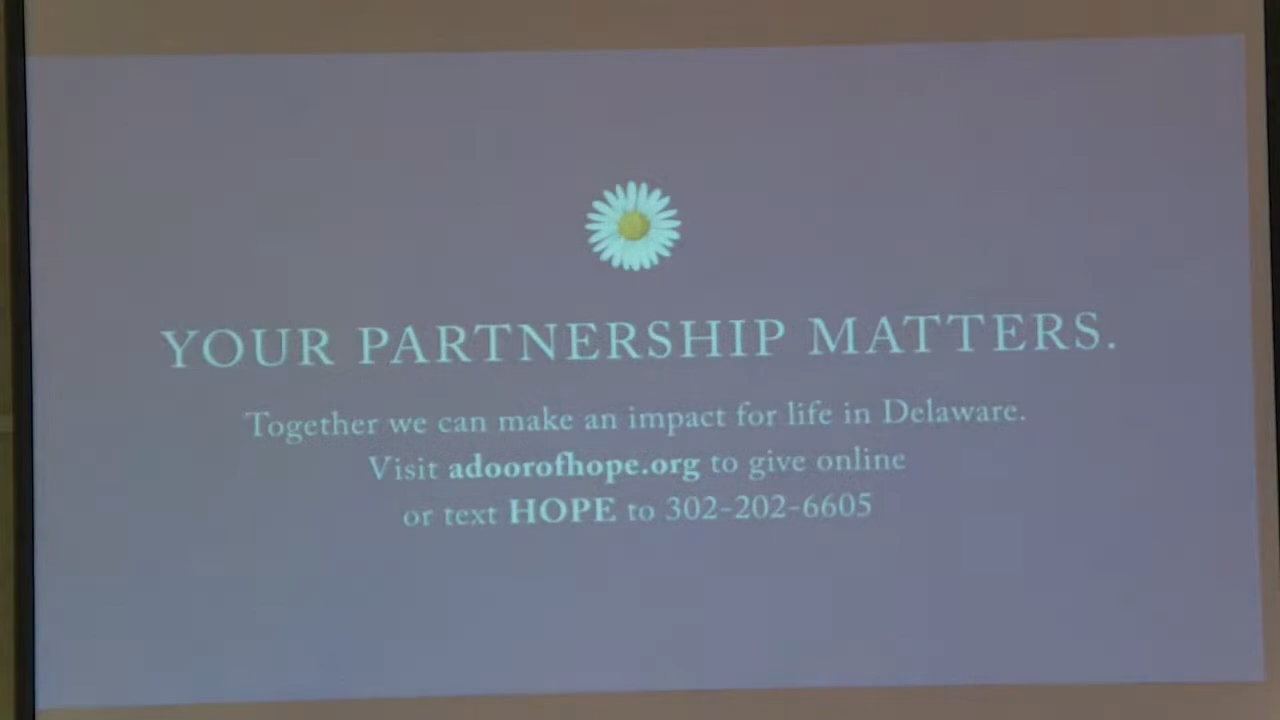 YOUR PARTNERSHIP MATTERS.
Together we can make an impact for life in Delaware.
Visit adoorofhope.org to give online
or text HOPE to 302-202-6605